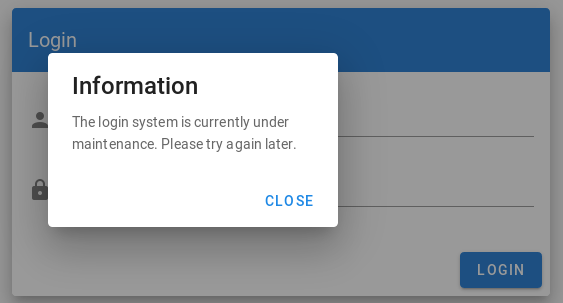 Login
Information
The login system is currently under
maintenance. Please try again later.
CLOSE
LOGIN